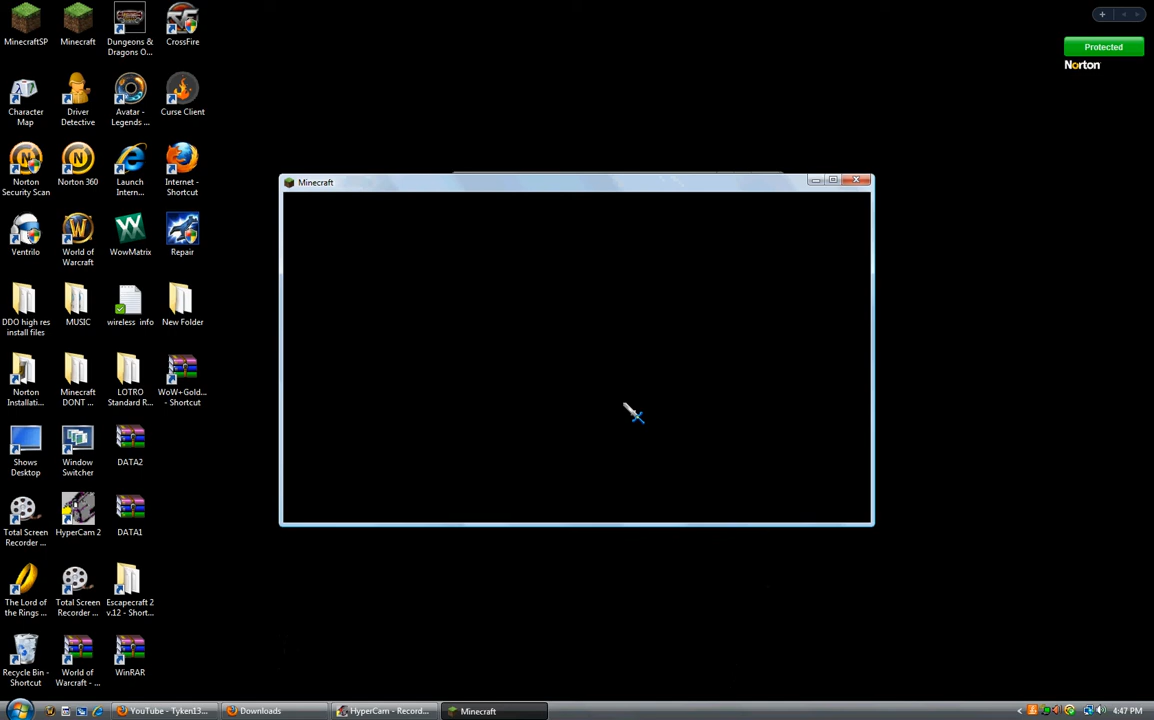 MinecraftSP
Minecraft
Dungeons &
Dragons O...
CrossFire
Character
Map
Driver
Detective
Avatar -
Legends ...
Curse Client
Norton
Security Scan
Norton 360
Launch
Intern...
Internet -
Shortcut
Ventrilo
World of
Warcraft
WowMatrix
Repair
DDO high res
install files
MUSIC
wireless info
New Folder
Norton
Installati...
Minecraft
DONT ...
LOTRO
Standard R...
WoW+Gold...
- Shortcut
Shows
Desktop
Window
Switcher
DATA2
Total Screen
Recorder ...
HyperCam 2
DATA1
The Lord of
the Rings ...
Total Screen
Recorder ...
Escapecraft 2
v.12 - Short...
Recycle Bin -
Shortcut
World of
Warcraft - ...
WinRAR
Minecraft
Protected
Norton
YouTube - Tyken13...
Downloads
HyperCam - Record...
Minecraft
4:47 PM